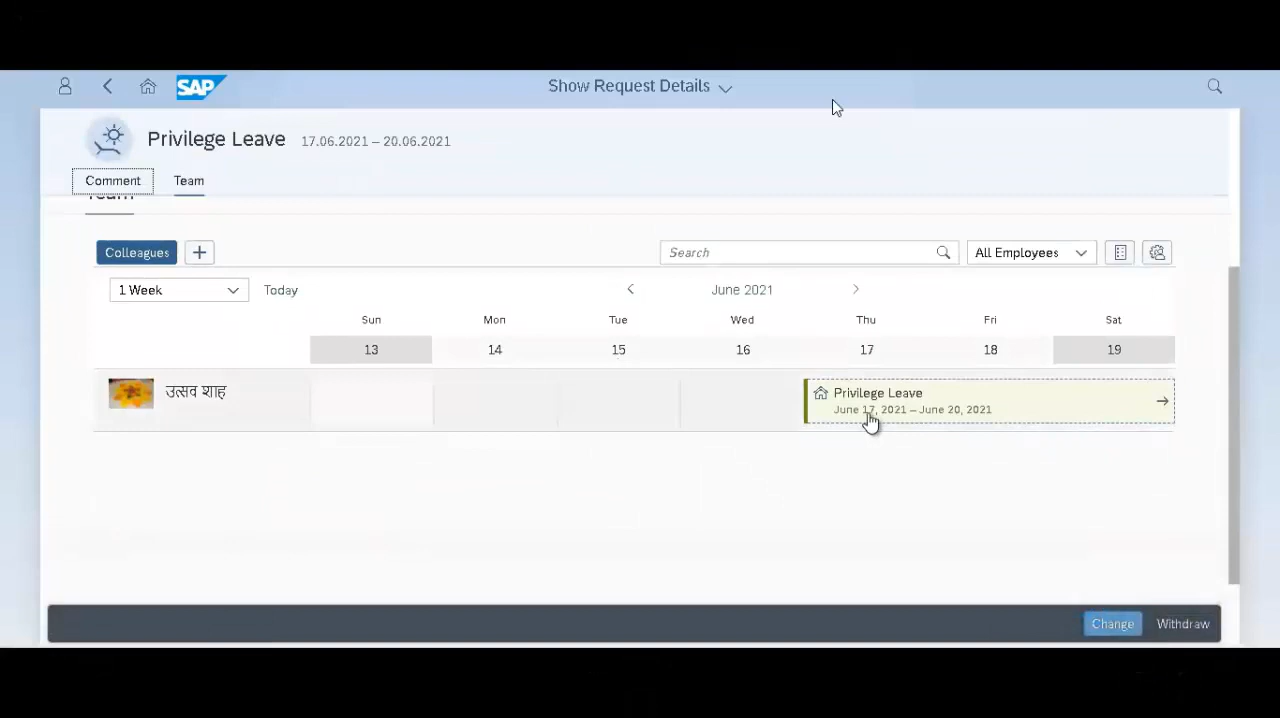 SAP
Show Request Details
Privilege Leave 17.06.2021 – 20.06.2021
Comment Team
Team
Colleagues + Search All Employees
1 Week Today June 2021
Sun Mon Tue Wed Thu Fri Sat
13 14 15 16 17 18 19
उत्सव शाह Privilege Leave
June 17, 2021 – June 20, 2021
Change Withdraw